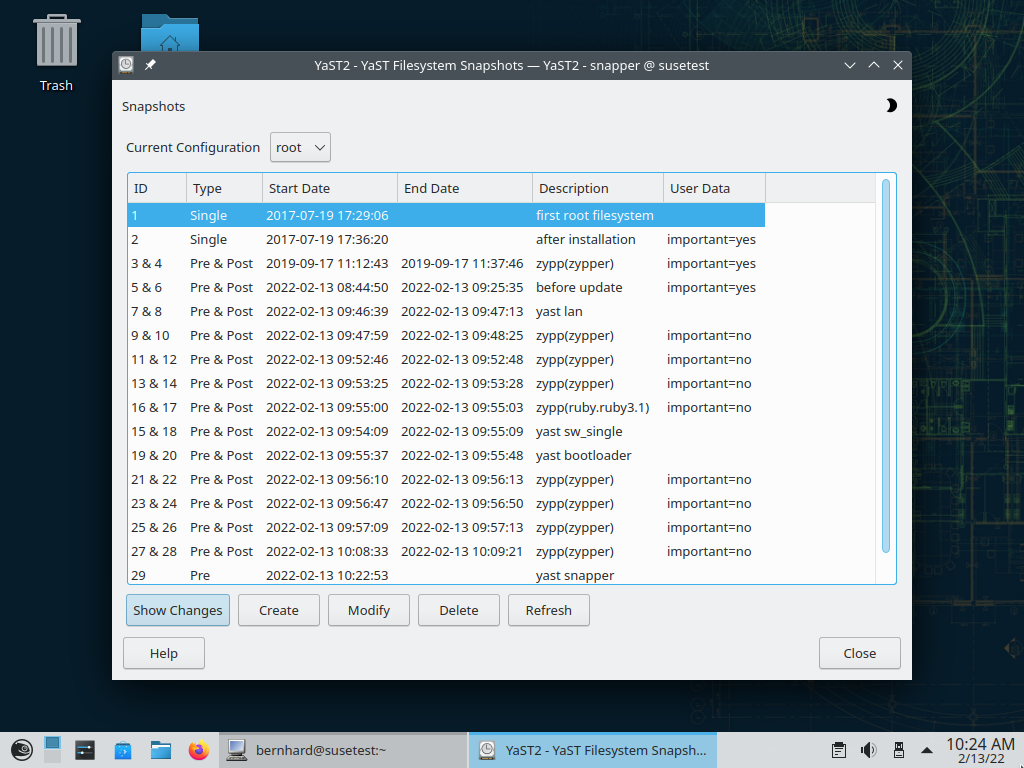 Trash
YaST2 - YaST Filesystem Snapshots — YaST2 - snapper @ susetest
Snapshots
Current Configuration root
ID Type Start Date End Date Description User Data
1 Single 2017-07-19 17:29:06 first root filesystem
2 Single 2017-07-19 17:36:20 after installation important=yes
3 & 4 Pre & Post 2019-09-17 11:12:43 2019-09-17 11:37:46 zypp(zypper) important=yes
5 & 6 Pre & Post 2022-02-13 08:44:50 2022-02-13 09:25:35 before update important=yes
7 & 8 Pre & Post 2022-02-13 09:46:39 2022-02-13 09:47:13 yast lan
9 & 10 Pre & Post 2022-02-13 09:47:59 2022-02-13 09:48:25 zypp(zypper) important=no
11 & 12 Pre & Post 2022-02-13 09:52:46 2022-02-13 09:52:48 zypp(zypper) important=no
13 & 14 Pre & Post 2022-02-13 09:53:25 2022-02-13 09:53:28 zypp(zypper) important=no
16 & 17 Pre & Post 2022-02-13 09:55:00 2022-02-13 09:55:03 zypp(ruby.ruby3.1) important=no
15 & 18 Pre & Post 2022-02-13 09:54:09 2022-02-13 09:55:09 yast sw_single
19 & 20 Pre & Post 2022-02-13 09:55:37 2022-02-13 09:55:48 yast bootloader
21 & 22 Pre & Post 2022-02-13 09:56:10 2022-02-13 09:56:13 zypp(zypper) important=no
23 & 24 Pre & Post 2022-02-13 09:56:47 2022-02-13 09:56:50 zypp(zypper) important=no
25 & 26 Pre & Post 2022-02-13 09:57:09 2022-02-13 09:57:13 zypp(zypper) important=no
27 & 28 Pre & Post 2022-02-13 10:08:33 2022-02-13 10:09:21 zypp(zypper) important=no
29 Pre 2022-02-13 10:22:53 yast snapper
Show Changes Create Modify Delete Refresh
Help Close
bernhard@susetest:~ YaST2 - YaST Filesystem Snapsh... 10:24 AM
2/13/22